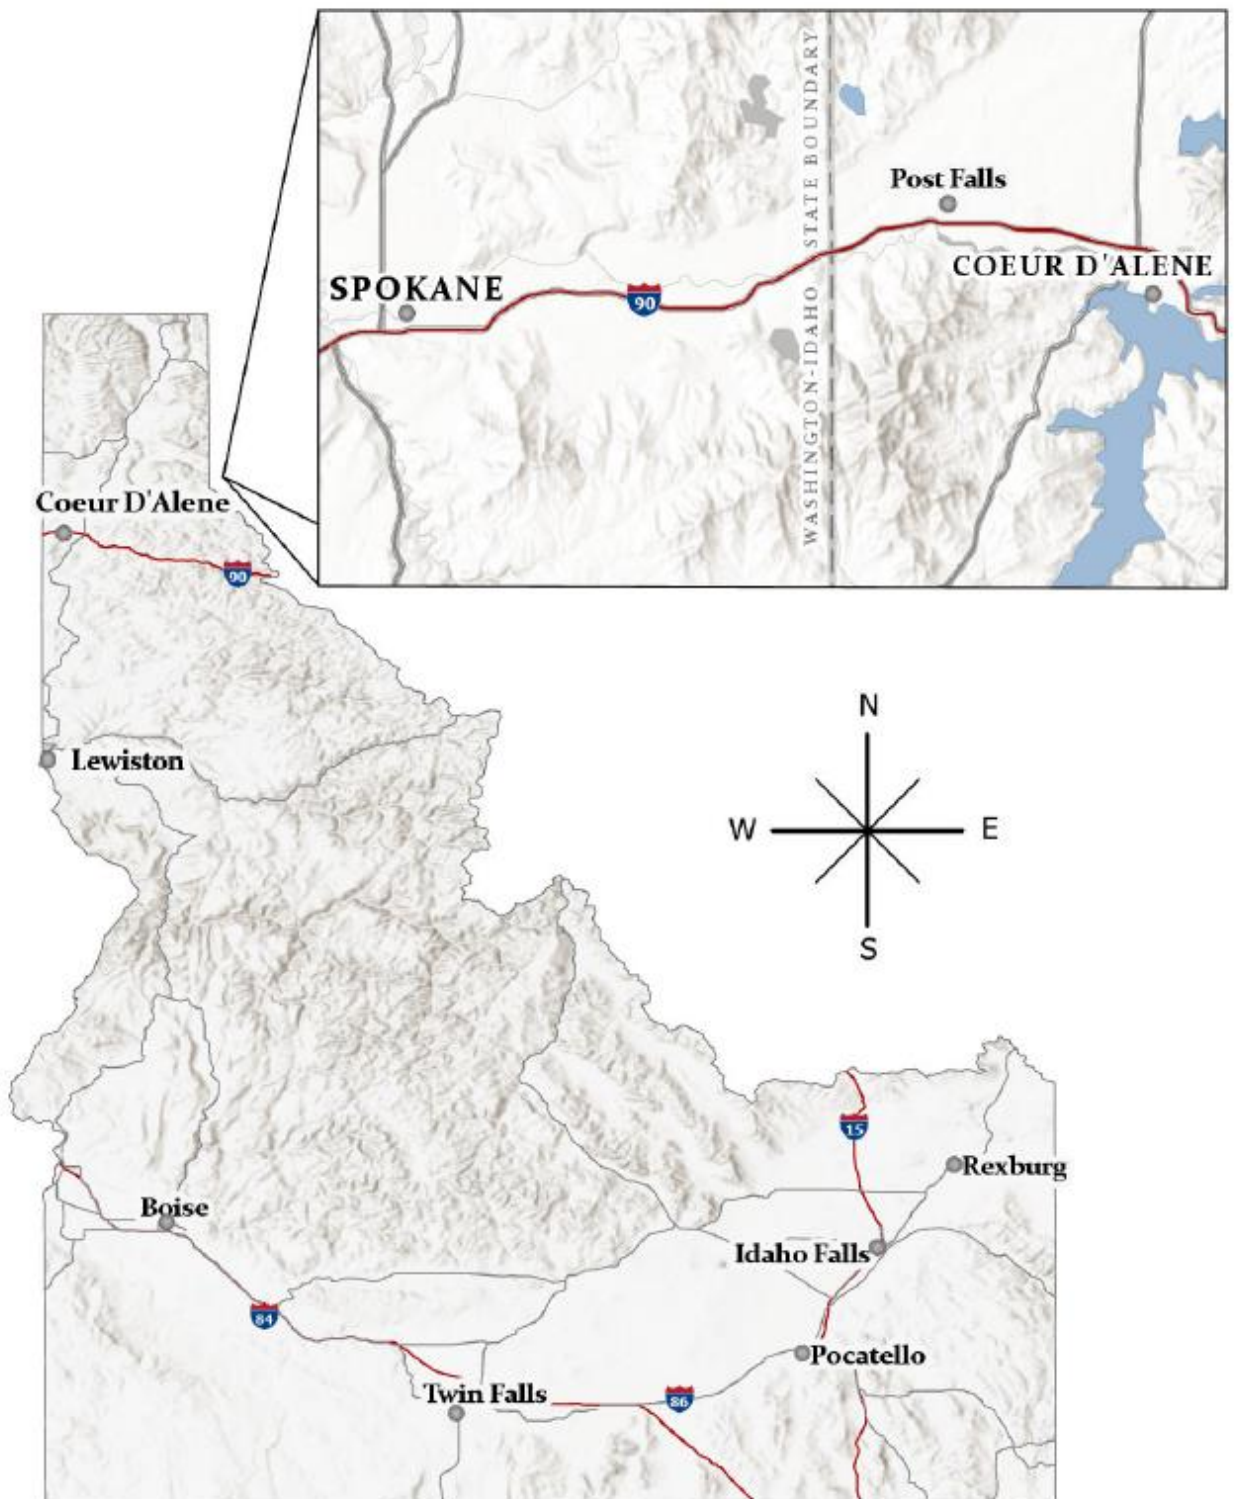 WASHINGTON-IDAHO STATE BOUNDARY
Post Falls
COEUR D'ALENE
SPOKANE
90
Coeur D'Alene
90
Lewiston
N
W
E
S
15
Rexburg
Boise
Idaho Falls
84
Pocatello
Twin Falls
86